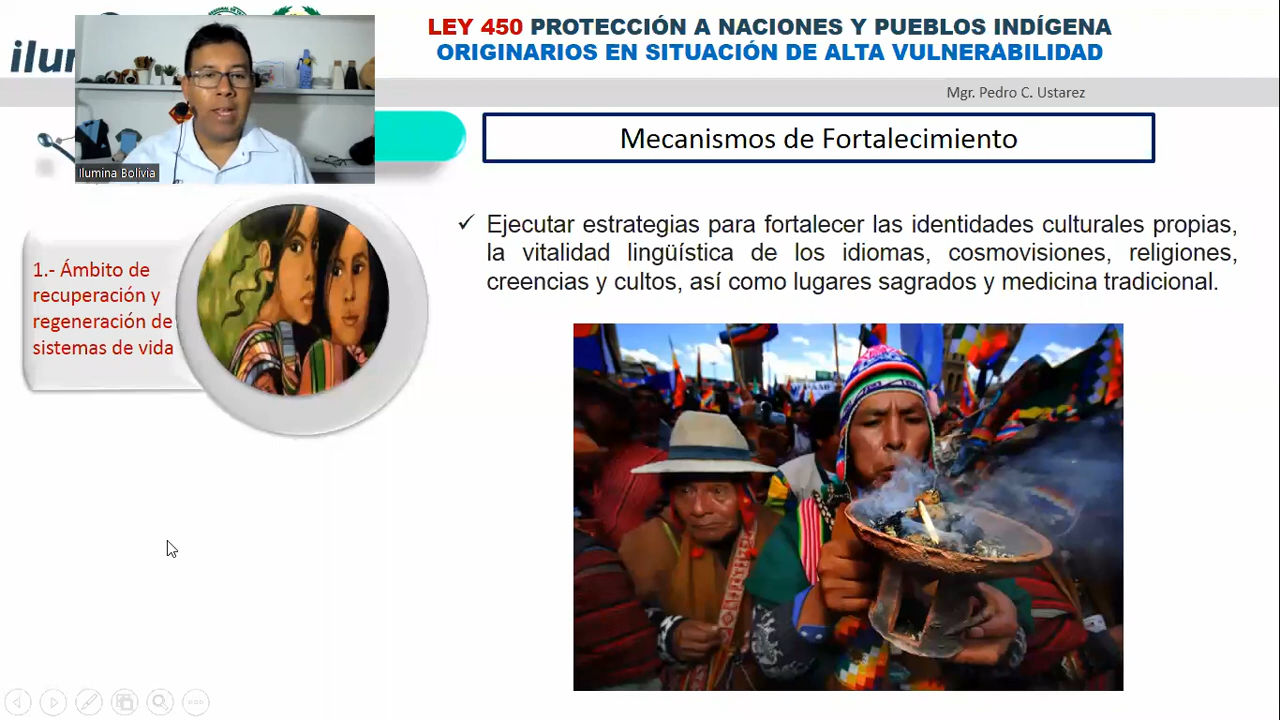 LEY 450 PROTECCIÓN A NACIONES Y PUEBLOS INDÍGENA
ORIGINARIOS EN SITUACIÓN DE ALTA VULNERABILIDAD
Mgr. Pedro C. Ustarez
Ilumina Bolivia
Mecanismos de Fortalecimiento
1.- Ámbito de
recuperación y
regeneración de
sistemas de vida
✓ Ejecutar estrategias para fortalecer las identidades culturales propias,
la vitalidad lingüística de los idiomas, cosmovisiones, religiones,
creencias y cultos, así como lugares sagrados y medicina tradicional.